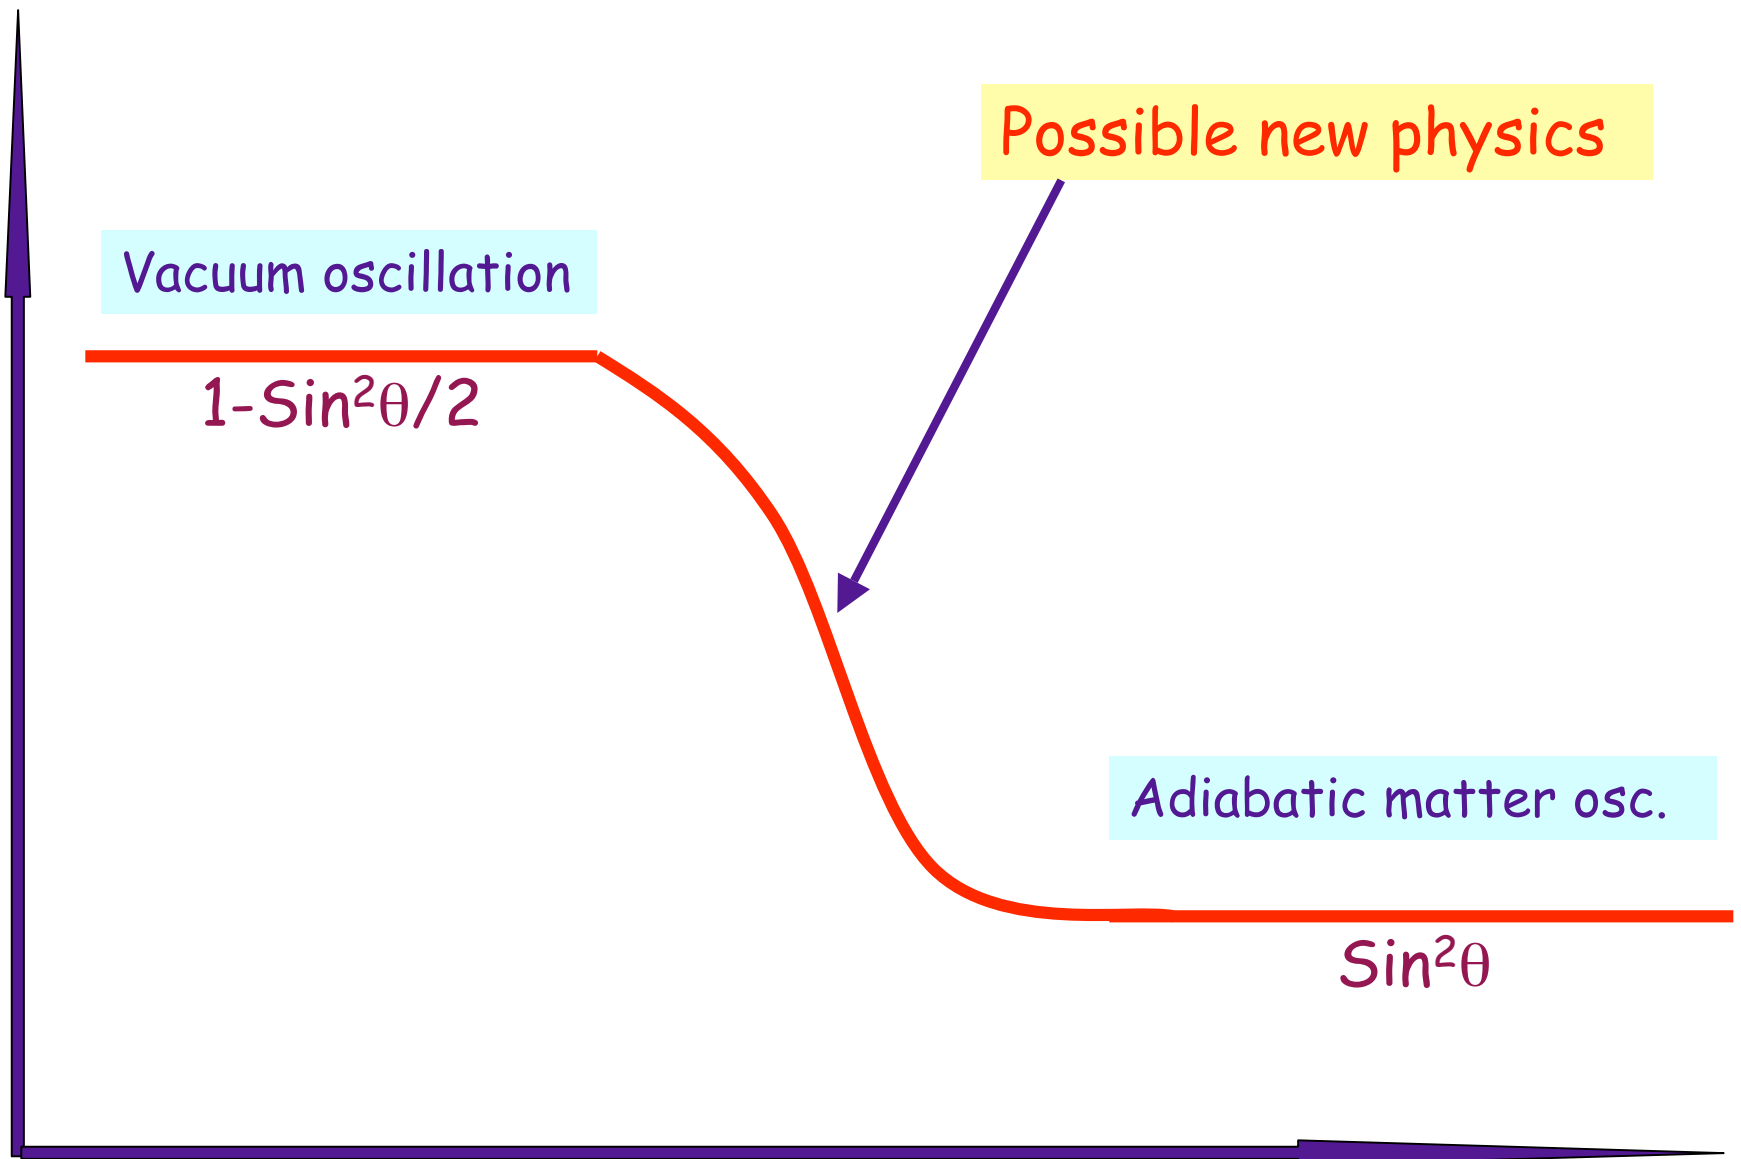 Possible new physics
Vacuum oscillation
1-Sin²θ/2
Adiabatic matter osc.
Sin²θ